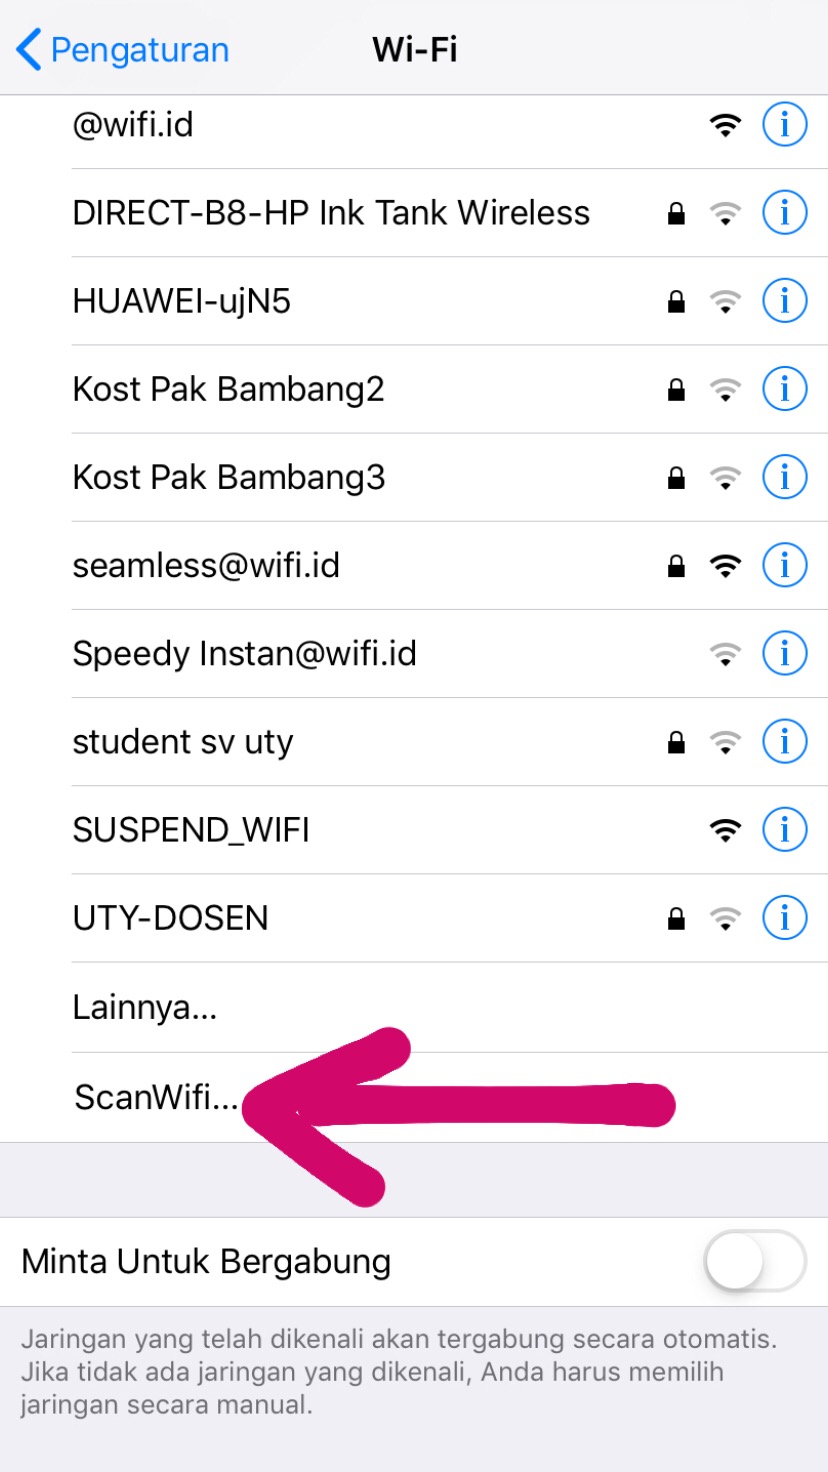 Pengaturan
Wi-Fi
@wifi.id
DIRECT-B8-HP Ink Tank Wireless
HUAWEI-ujN5
Kost Pak Bambang2
Kost Pak Bambang3
seamless@wifi.id
Speedy Instan@wifi.id
student sv uty
SUSPEND_WIFI
UTY-DOSEN
Lainnya...
ScanWifi...
Minta Untuk Bergabung
Jaringan yang telah dikenali akan tergabung secara otomatis.
Jika tidak ada jaringan yang dikenali, Anda harus memilih
jaringan secara manual.